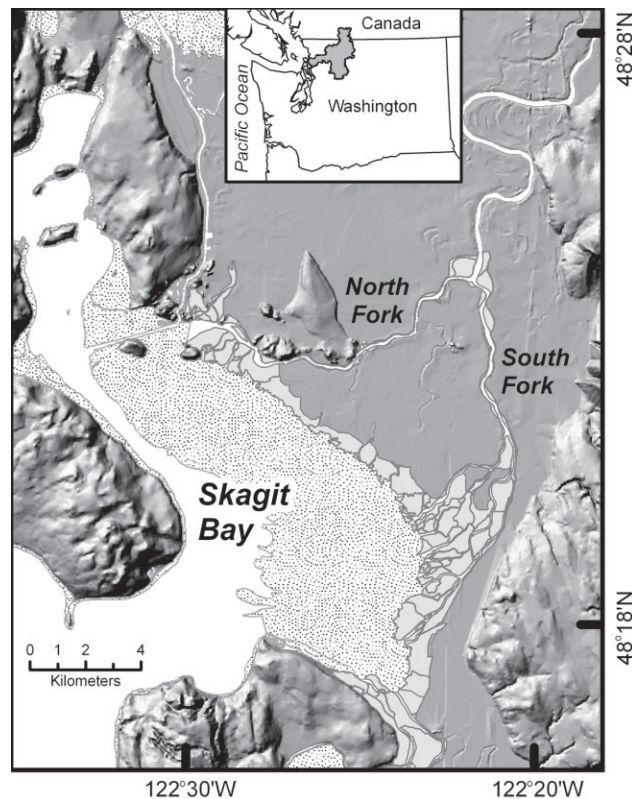 Canada
Pacific Ocean
Washington
48°28'N
North
Fork
South
Fork
Skagit
Bay
0 1 2 4
Kilometers
48°18'N
122°30'W
122°20'W